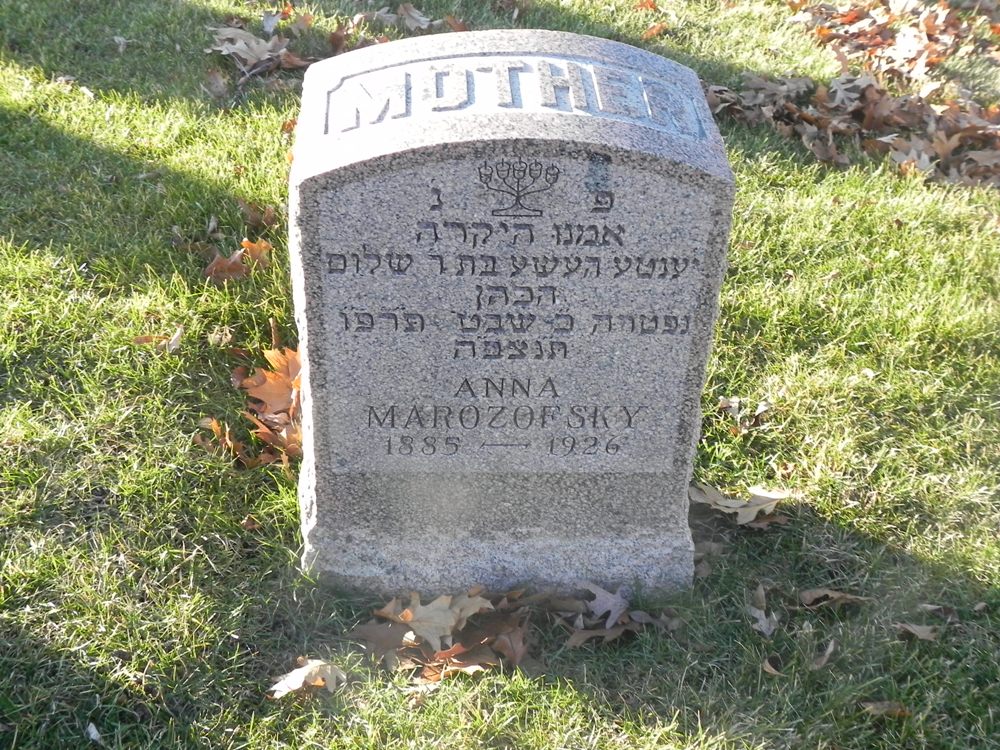 MOTHER
פ נ
אמנו היקרה
יענטע העשע בת ר שלום
הכהן
נפטרה כ־ שבט תרפו
תנצבה
ANNA
MAROZOFSKY
1885 — 1926